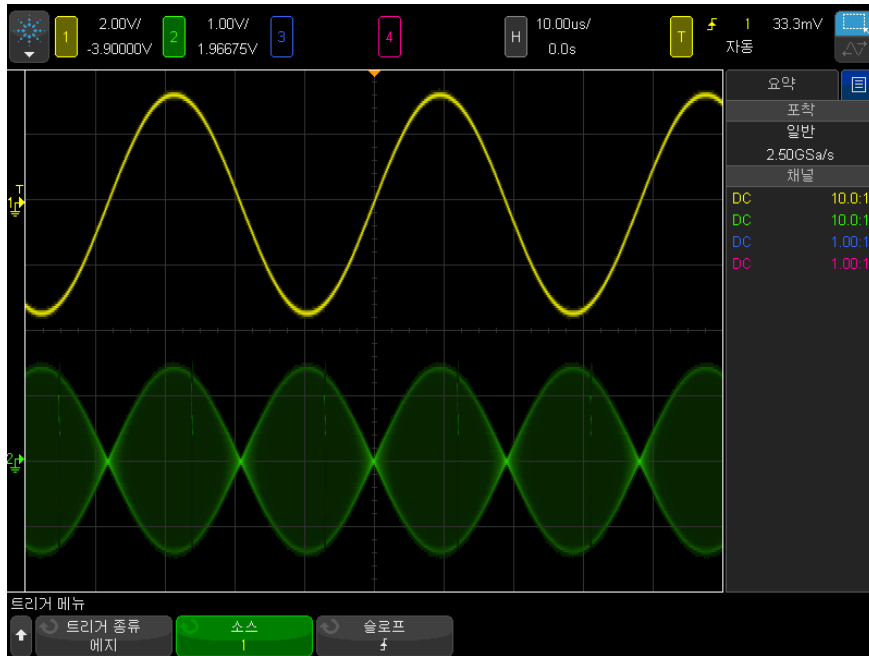 1
2.00V/
-3.90000V
2
1.00V/
1.96675V
3
4
H
10.00us/
0.0s
T
1
33.3mV
자동
요약
포착
일반
2.50GSa/s
채널
DC 10.0:1
DC 10.0:1
DC 1.00:1
DC 1.00:1
T
1
2
트리거 메뉴
트리거 종류
에지
소스
1
슬로프